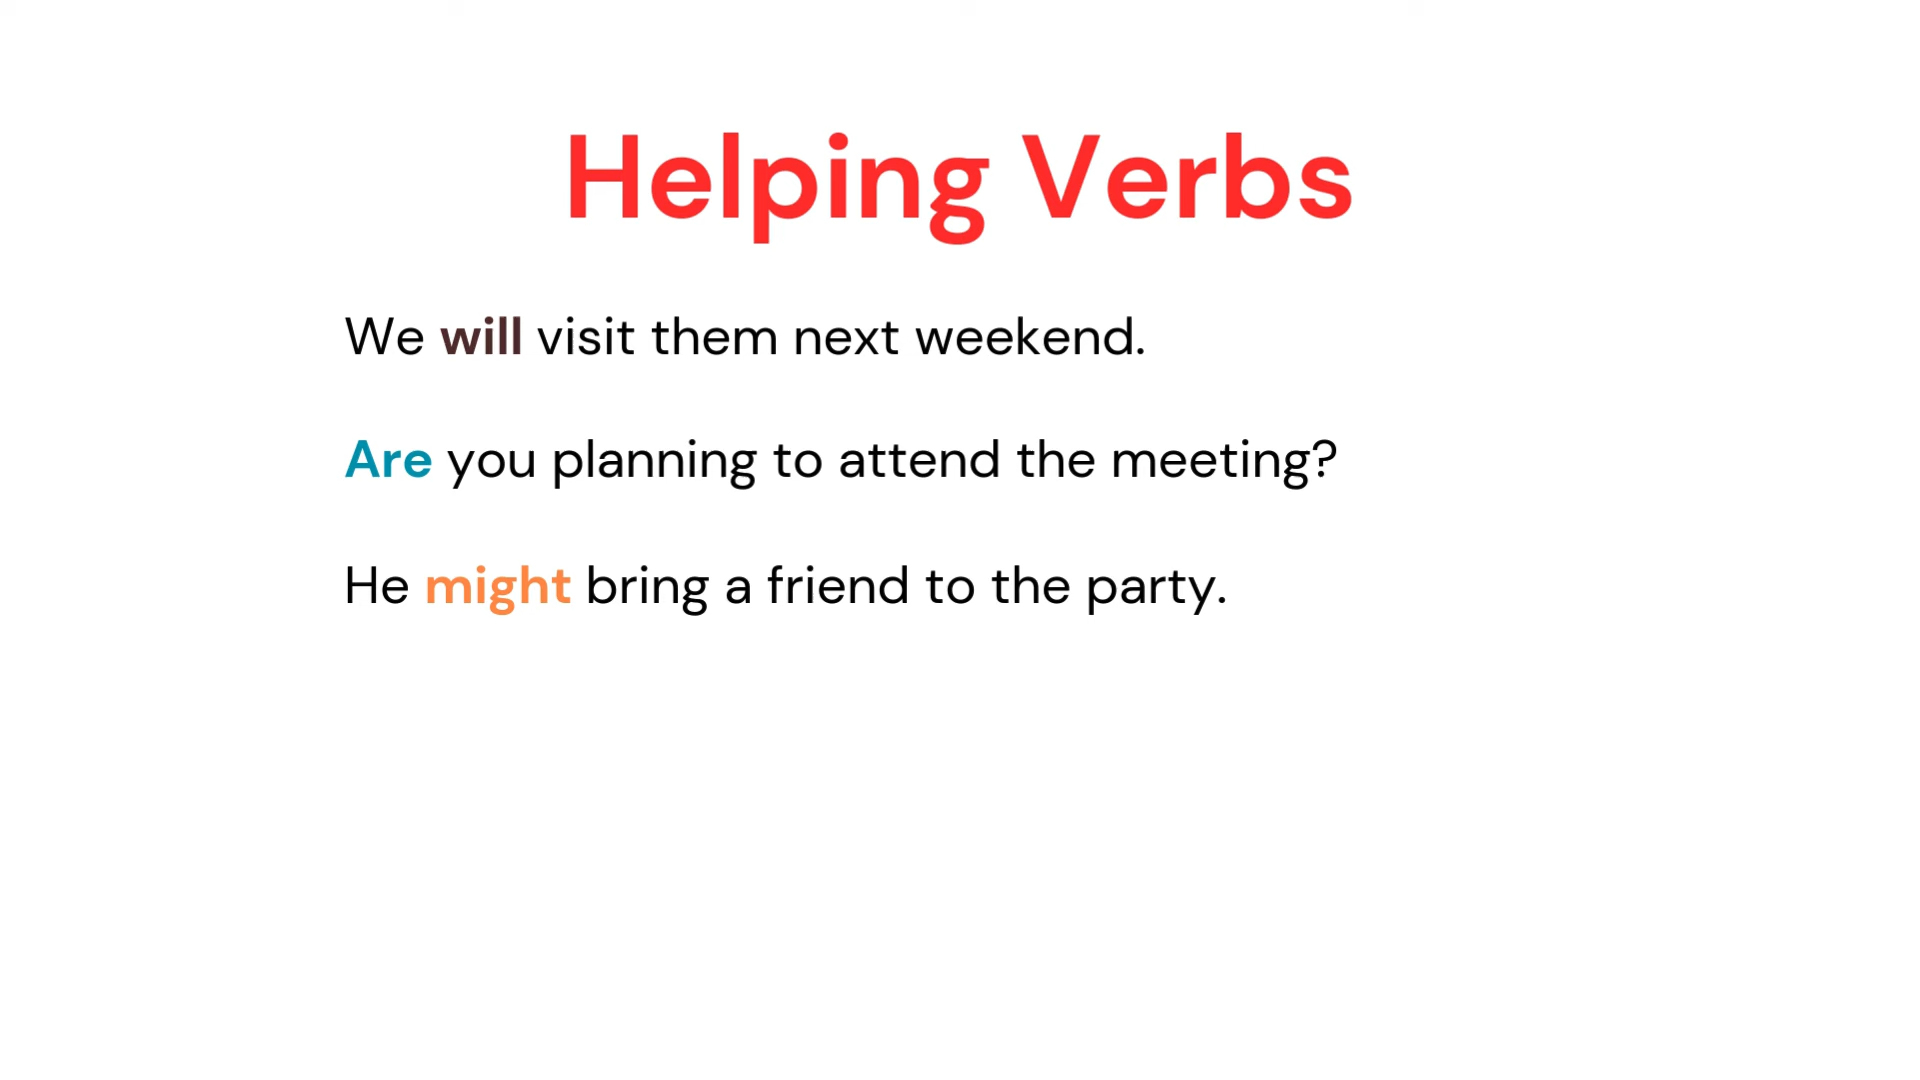 Helping Verbs
We will visit them next weekend.
Are you planning to attend the meeting?
He might bring a friend to the party.